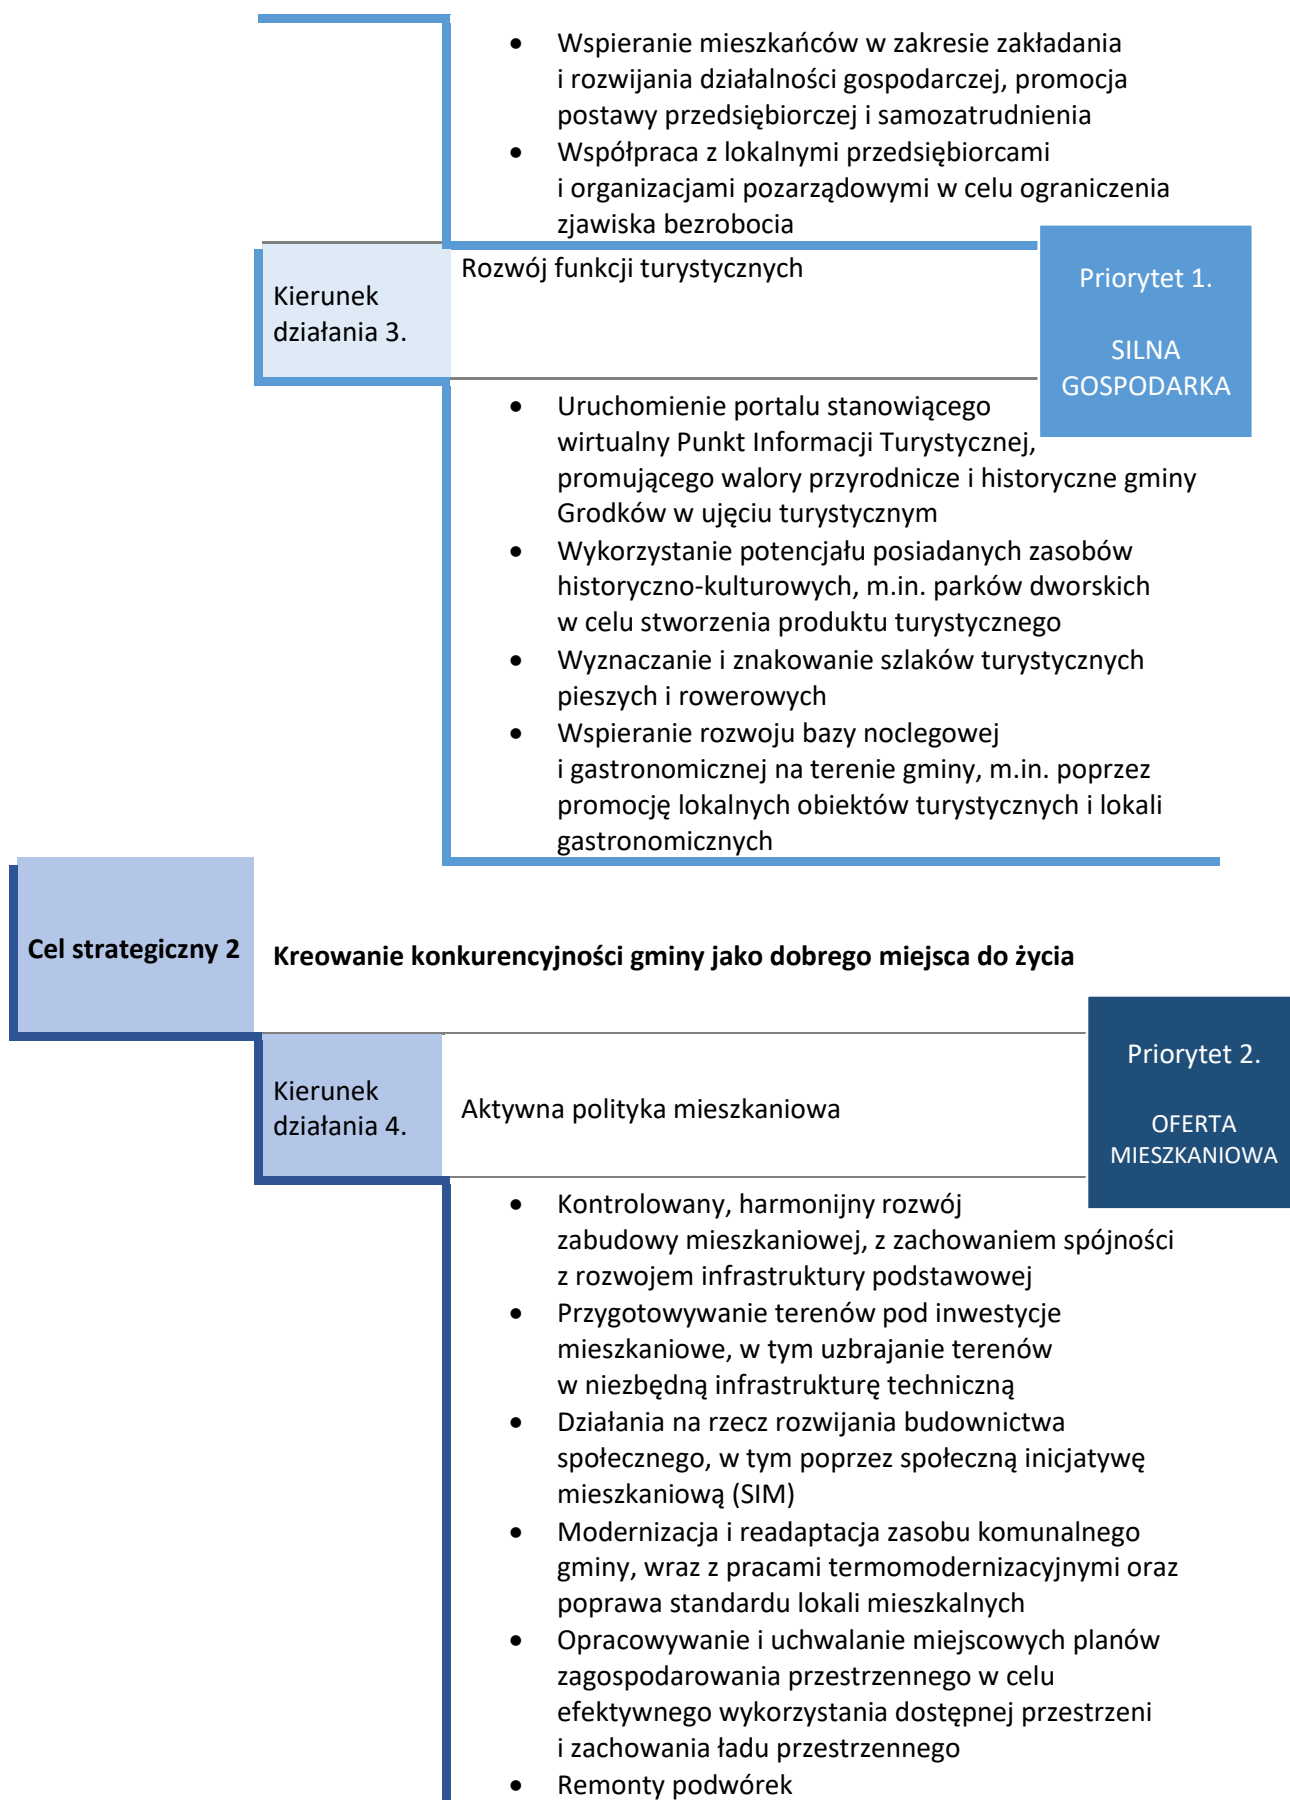 • Wspieranie mieszkańców w zakresie zakładania
i rozwijania działalności gospodarczej, promocja
postawy przedsiębiorczej i samozatrudnienia
• Współpraca z lokalnymi przedsiębiorcami
i organizacjami pozarządowymi w celu ograniczenia
zjawiska bezrobocia
Kierunek
działania 3.
Rozwój funkcji turystycznych
Priorytet 1.
SILNA
GOSPODARKA
• Uruchomienie portalu stanowiącego
wirtualny Punkt Informacji Turystycznej,
promującego walory przyrodnicze i historyczne gminy
Grodków w ujęciu turystycznym
• Wykorzystanie potencjału posiadanych zasobów
historyczno-kulturowych, m.in. parków dworskich
w celu stworzenia produktu turystycznego
• Wyznaczanie i znakowanie szlaków turystycznych
pieszych i rowerowych
• Wspieranie rozwoju bazy noclegowej
i gastronomicznej na terenie gminy, m.in. poprzez
promocję lokalnych obiektów turystycznych i lokali
gastronomicznych
Cel strategiczny 2
Kreowanie konkurencyjności gminy jako dobrego miejsca do życia
Kierunek
działania 4.
Aktywna polityka mieszkaniowa
Priorytet 2.
OFERTA
MIESZKANIOWA
• Kontrolowany, harmonijny rozwój
zabudowy mieszkaniowej, z zachowaniem spójności
z rozwojem infrastruktury podstawowej
• Przygotowywanie terenów pod inwestycje
mieszkaniowe, w tym uzbrajanie terenów
w niezbędną infrastrukturę techniczną
• Działania na rzecz rozwijania budownictwa
społecznego, w tym poprzez społeczną inicjatywę
mieszkaniową (SIM)
• Modernizacja i readaptacja zasobu komunalnego
gminy, wraz z pracami termomodernizacyjnymi oraz
poprawa standardu lokali mieszkalnych
• Opracowywanie i uchwalanie miejscowych planów
zagospodarowania przestrzennego w celu
efektywnego wykorzystania dostępnej przestrzeni
i zachowania ładu przestrzennego
• Remonty podwórek